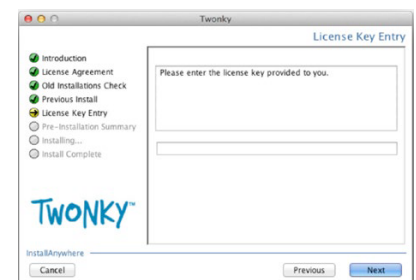 Twonky
License Key Entry
Introduction
License Agreement
Old Installations Check
Previous Install
License Key Entry
Pre-Installation Summary
Installing...
Install Complete
Please enter the license key provided to you.
TWONKY™
InstallAnywhere
Cancel
Previous
Next